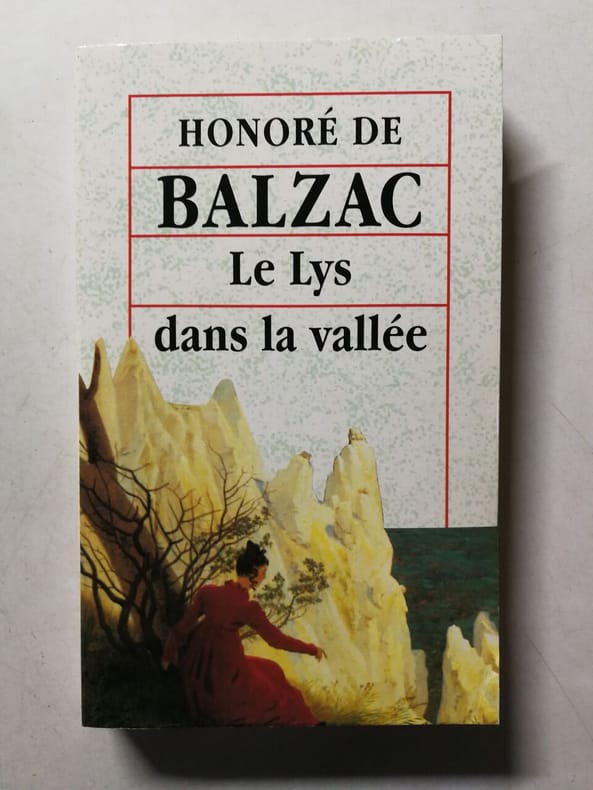 HONORÉ DE
BALZAC
Le Lys
dans la vallée